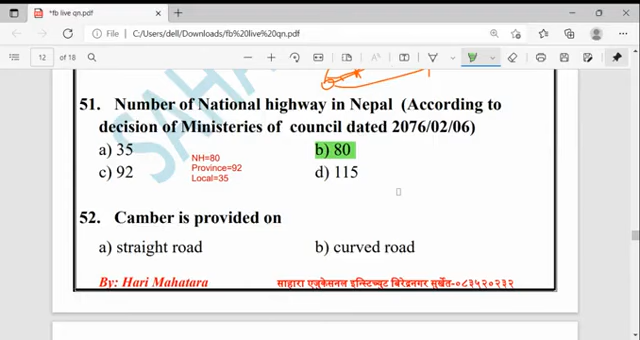 *fb live qn.pdf
File
C:/Users/dell/Downloads/fb%20live%20qn.pdf
12 of 18
51. Number of National highway in Nepal (According to
decision of Ministeries of council dated 2076/02/06)
a) 35 b) 80
c) 92 d) 115
NH=80
Province=92
Local=35
52. Camber is provided on
a) straight road b) curved road
By: Hari Mahatara साहारा एजुकेसनल इन्स्टिच्युट बिरेन्द्रनगर सुर्खेत-०८३५२०२३२
SAHA